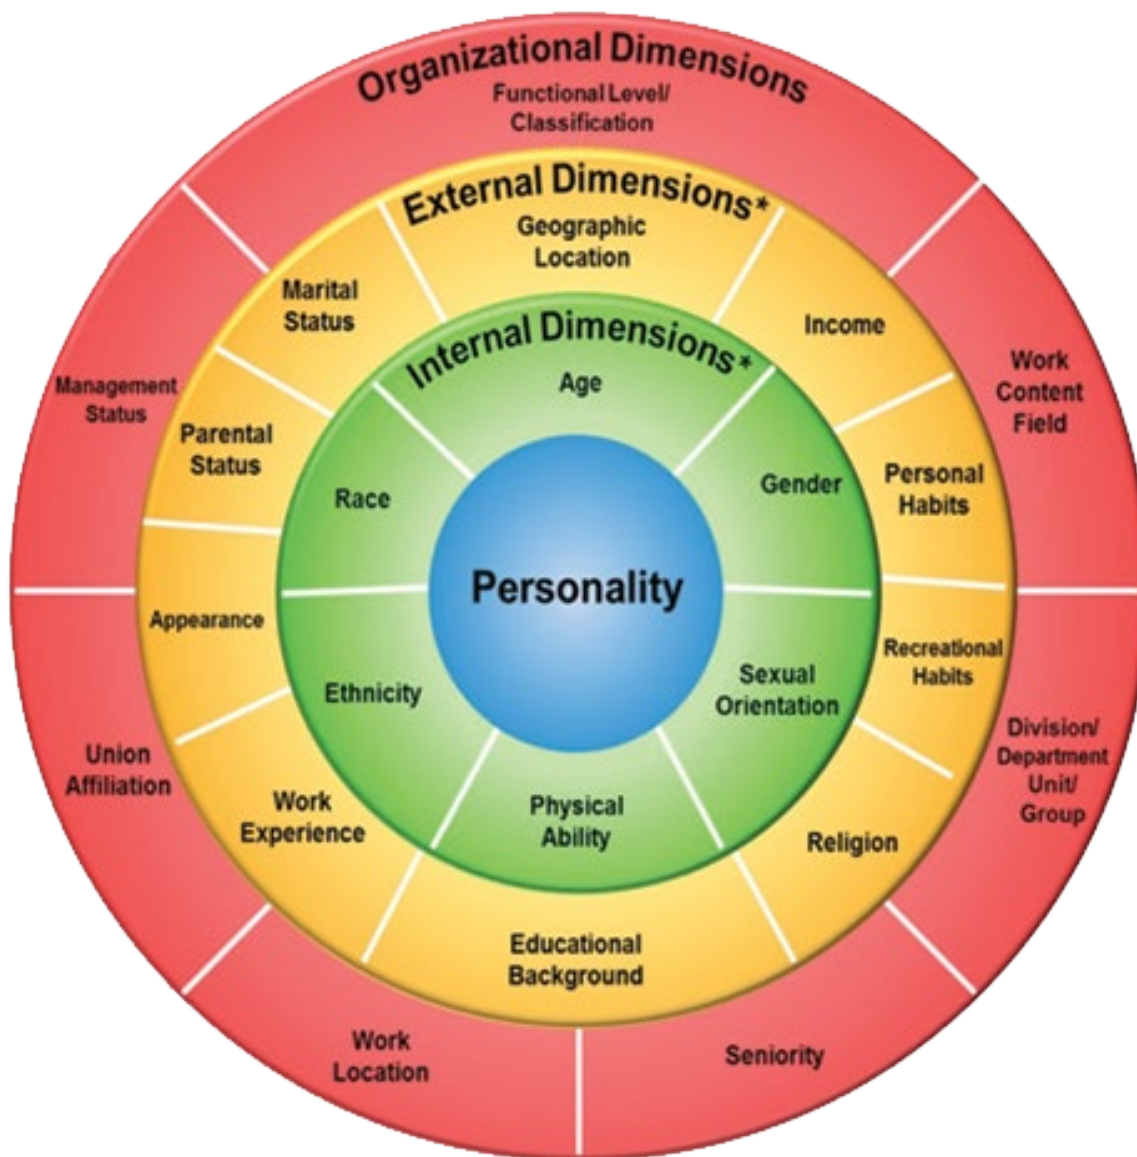 Organizational Dimensions
Functional Level/
Classification
External Dimensions*
Geographic
Location
Internal Dimensions*
Age
Marital
Status
Income
Work
Content
Field
Management
Status
Parental
Status
Race
Gender
Personal
Habits
Personality
Appearance
Ethnicity
Sexual
Orientation
Recreational
Habits
Division/
Department
Unit/
Group
Union
Affiliation
Work
Experience
Physical
Ability
Religion
Educational
Background
Work
Location
Seniority